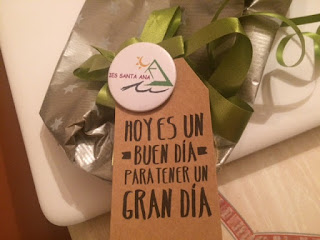 IES SANTA ANA
HOY ES UN
BUEN DÍA
PARA TENER UN
GRAN DÍA